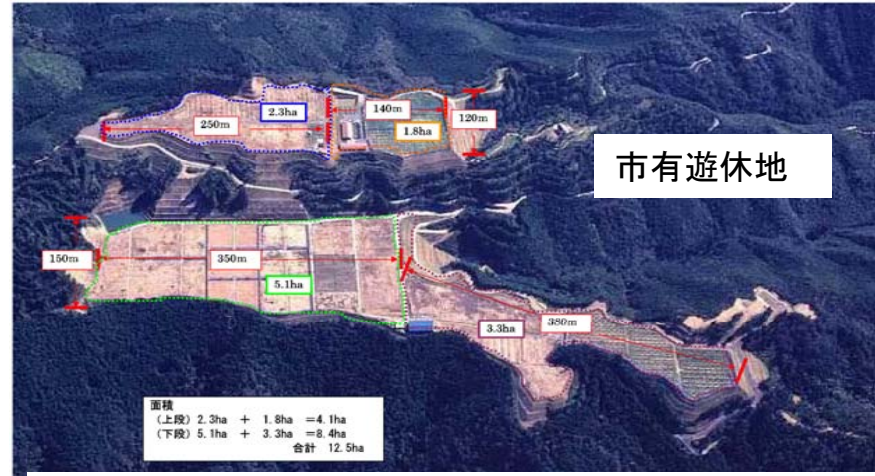 2.3ha
140m
250m
1.8ha
120m
市有遊休地
150m
350m
5.1ha
3.3ha
380m
面積
(上段) 2.3ha + 1.8ha =4.1ha
(下段) 5.1ha + 3.3ha =8.4ha
合計 12.5ha